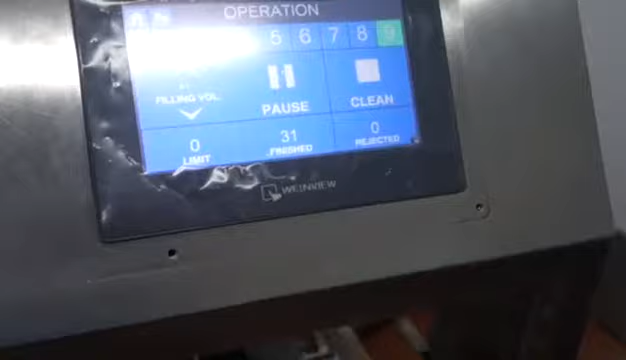 OPERATION
5 6 7 8 9
FILLING VOL.
PAUSE
CLEAN
0
LIMIT
31
FINISHED
0
REJECTED
WEINVIEW